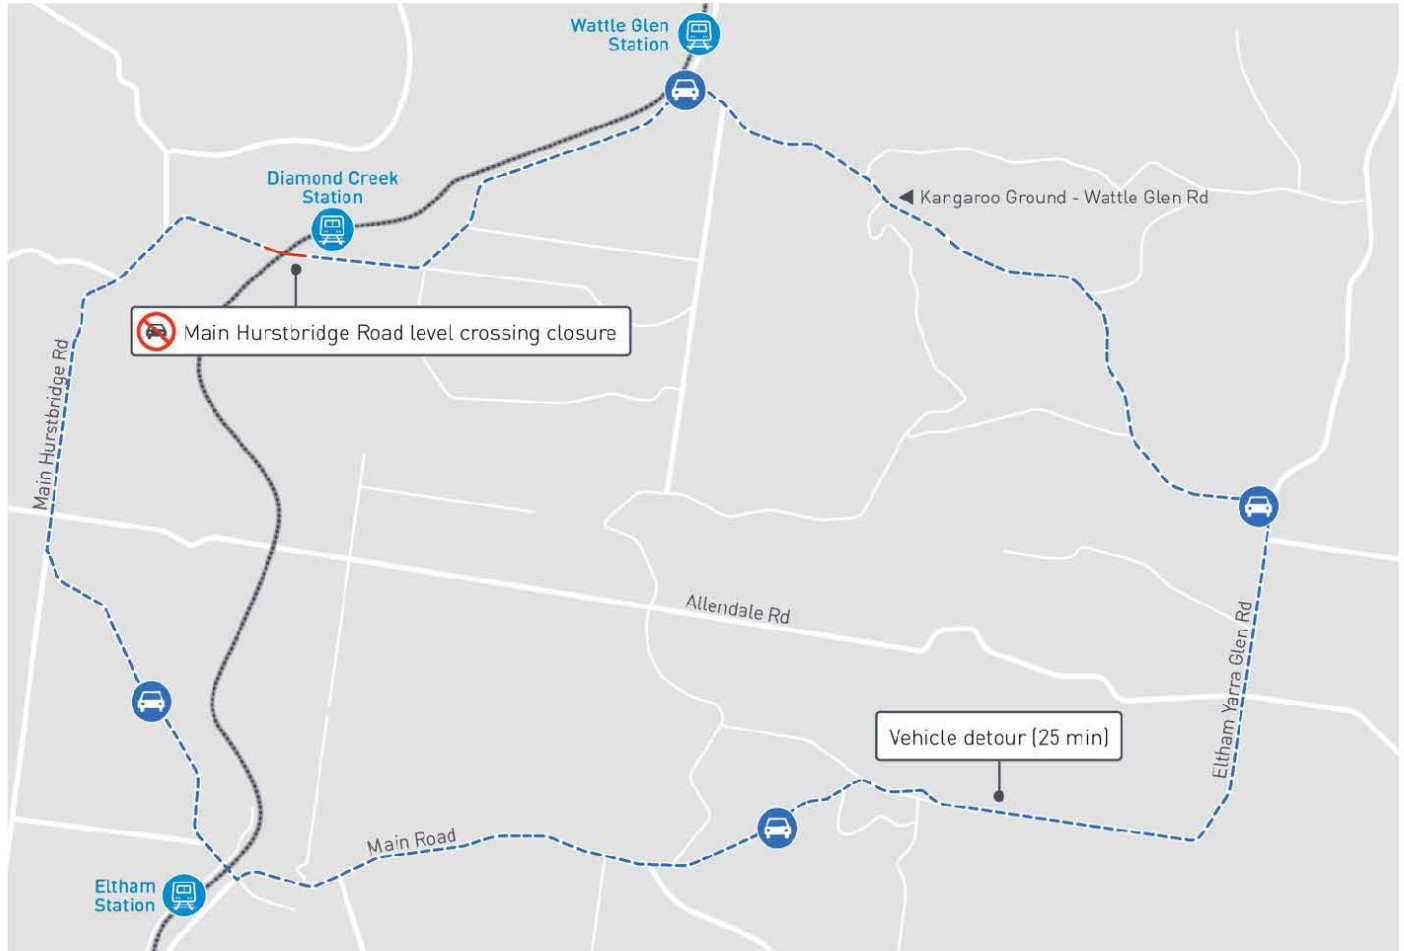 Wattle Glen
Station
Diamond Creek
Station
◀ Kangaroo Ground - Wattle Glen Rd
Main Hurstbridge Road level crossing closure
Main Hurstbridge Rd
Allendale Rd
Eltham Yarra Glen Rd
Vehicle detour (25 min)
Main Road
Eltham
Station